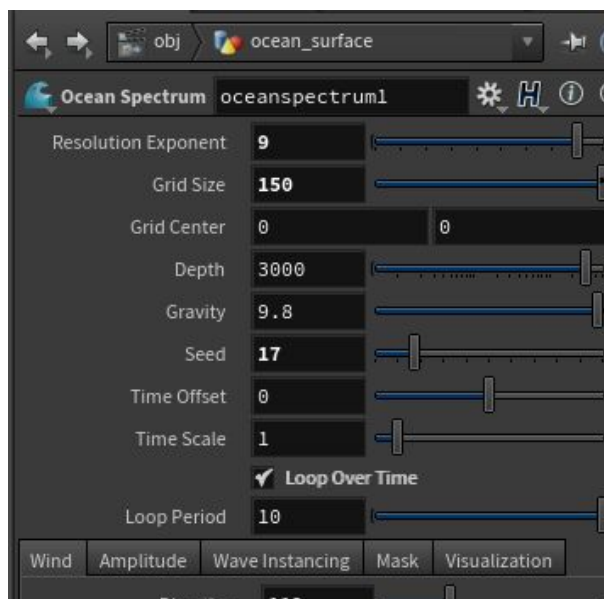 obj ocean_surface
Ocean Spectrum oceanspectrum1
Resolution Exponent 9
Grid Size 150
Grid Center 0 0
Depth 3000
Gravity 9.8
Seed 17
Time Offset 0
Time Scale 1
Loop Over Time
Loop Period 10
Wind Amplitude Wave Instancing Mask Visualization